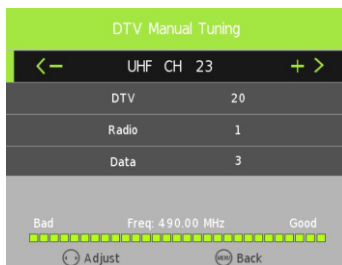 DTV Manual Tuning
<− UHF CH 23 + >
DTV 20
Radio 1
Data 3
Bad Freq: 490.00 MHz Good
Adjust MENU Back